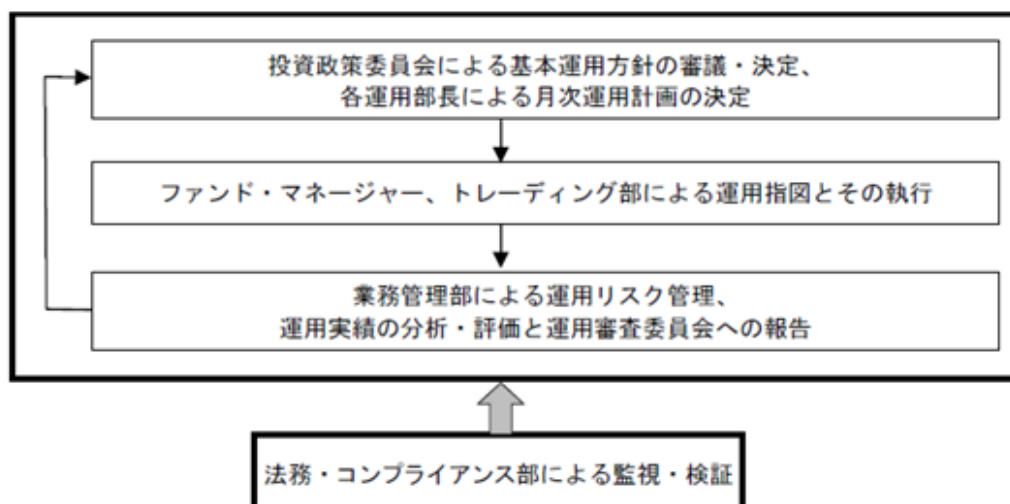 投資政策委員会による基本運用方針の審議・決定、
各運用部長による月次運用計画の決定
ファンド・マネージャー、トレーディング部による運用指図とその執行
業務管理部による運用リスク管理、
運用実績の分析・評価と運用審査委員会への報告
法務・コンプライアンス部による監視・検証